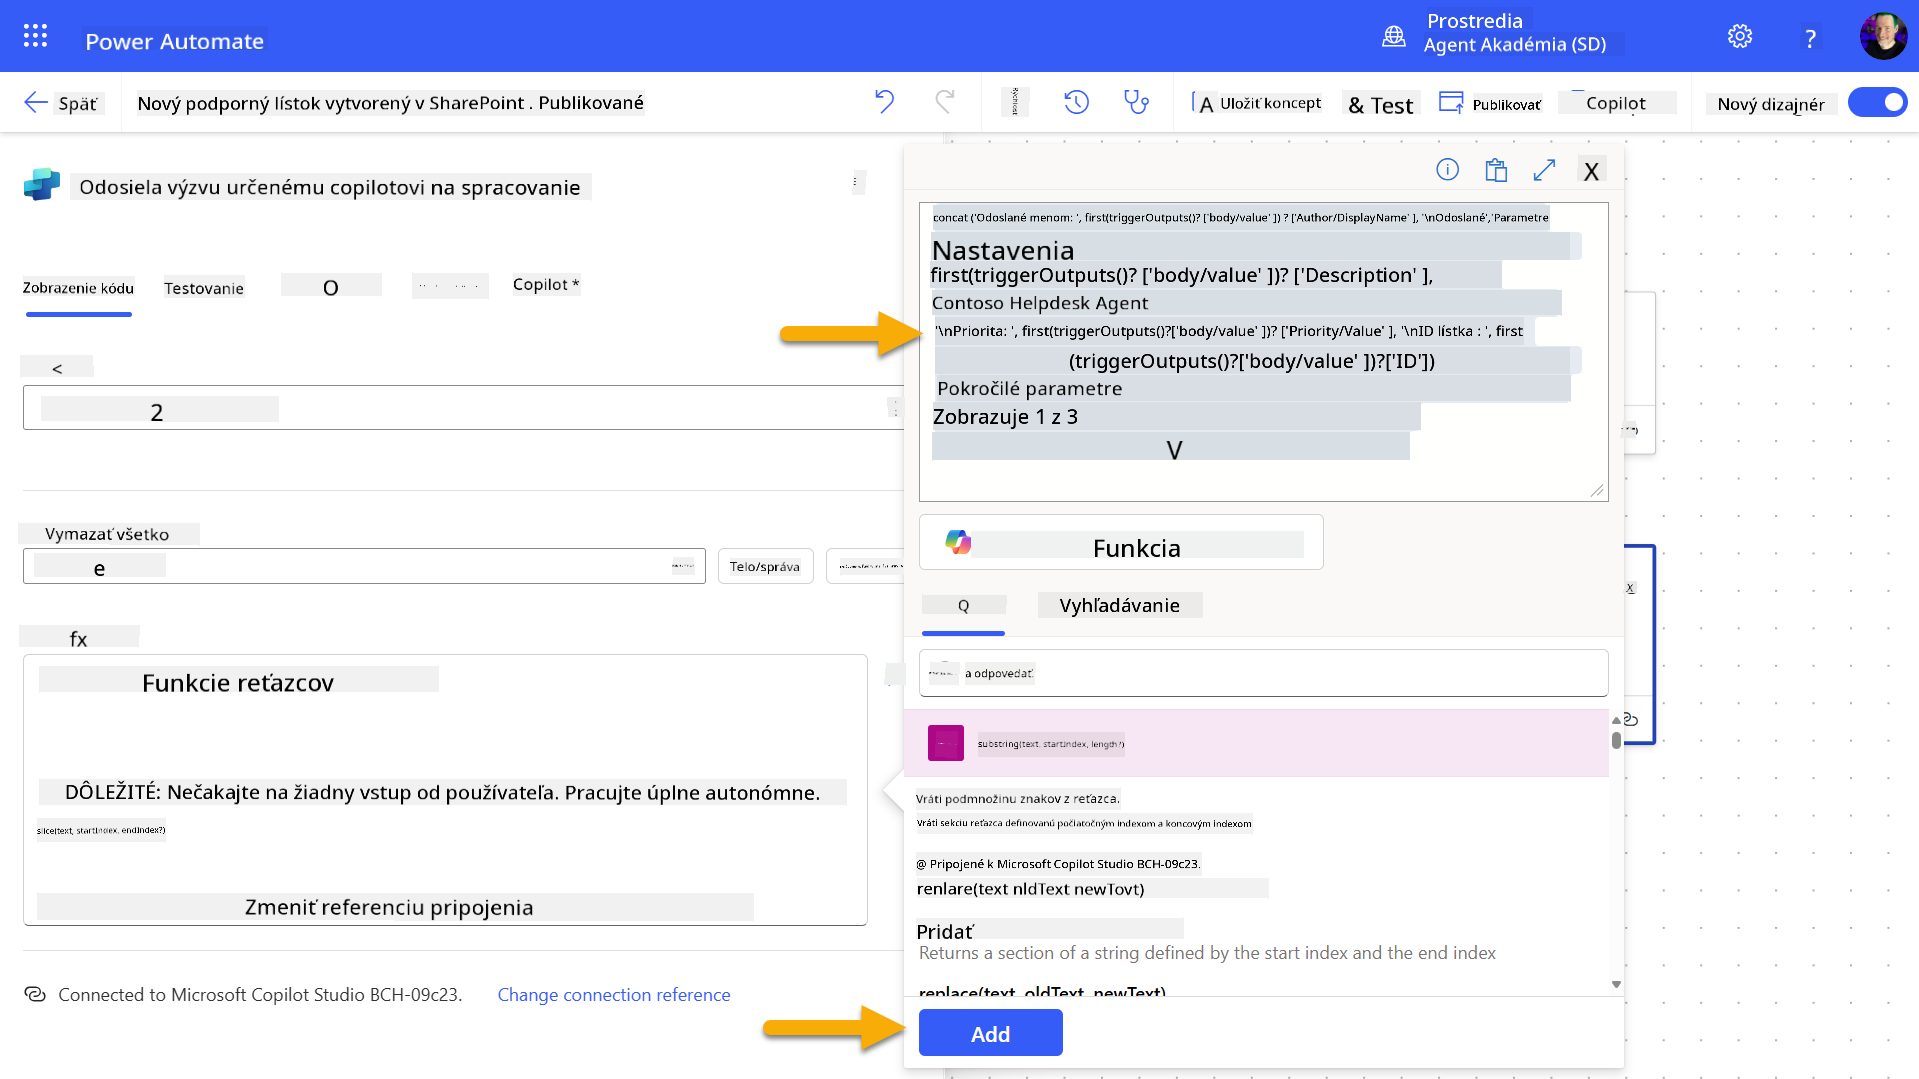 Power Automate
Prostredia
Agent Akadémia (SD)
?
Späť
Nový podporný lístok vytvorený v SharePoint . Publikované
A Uložiť koncept
& Test
Publikovať
Copilot
Nový dizajnér
Odosiela výzvu určenému copilotovi na spracovanie
Zobrazenie kódu
Testovanie
O
Copilot *
<
2
Vymazať všetko
e
Telo/správa
fx
Funkcie reťazcov
DÔLEŽITÉ: Nečakajte na žiadny vstup od používateľa. Pracujte úplne autonómne.
slice(text, startIndex, endIndex?)
Zmeniť referenciu pripojenia
Connected to Microsoft Copilot Studio BCH-09c23.
Change connection reference
X
concat ('Odoslané menom: ', first(triggerOutputs()? ['body/value' ]) ? ['Author/DisplayName' ], '\nOdoslané','Parametre
Nastavenia
first(triggerOutputs()? ['body/value' ])? ['Description' ],
Contoso Helpdesk Agent
'\nPriorita: ', first(triggerOutputs()?['body/value' ])? ['Priority/Value' ], '\nID lístka : ', first
(triggerOutputs()?['body/value' ])?['ID'])
Pokročilé parametre
Zobrazuje 1 z 3
V
Funkcia
Q
Vyhľadávanie
a odpovedať
substring(text, startIndex, length?)
Vráti podmnožinu znakov z reťazca.
Vráti sekciu reťazca definovanú počiatočným indexom a koncovým indexom
@ Pripojené k Microsoft Copilot Studio BCH-09c23.
renlare(text nldText newTovt)
Pridať
Returns a section of a string defined by the start index and the end index
replace(text, oldText, newText)
Add
X